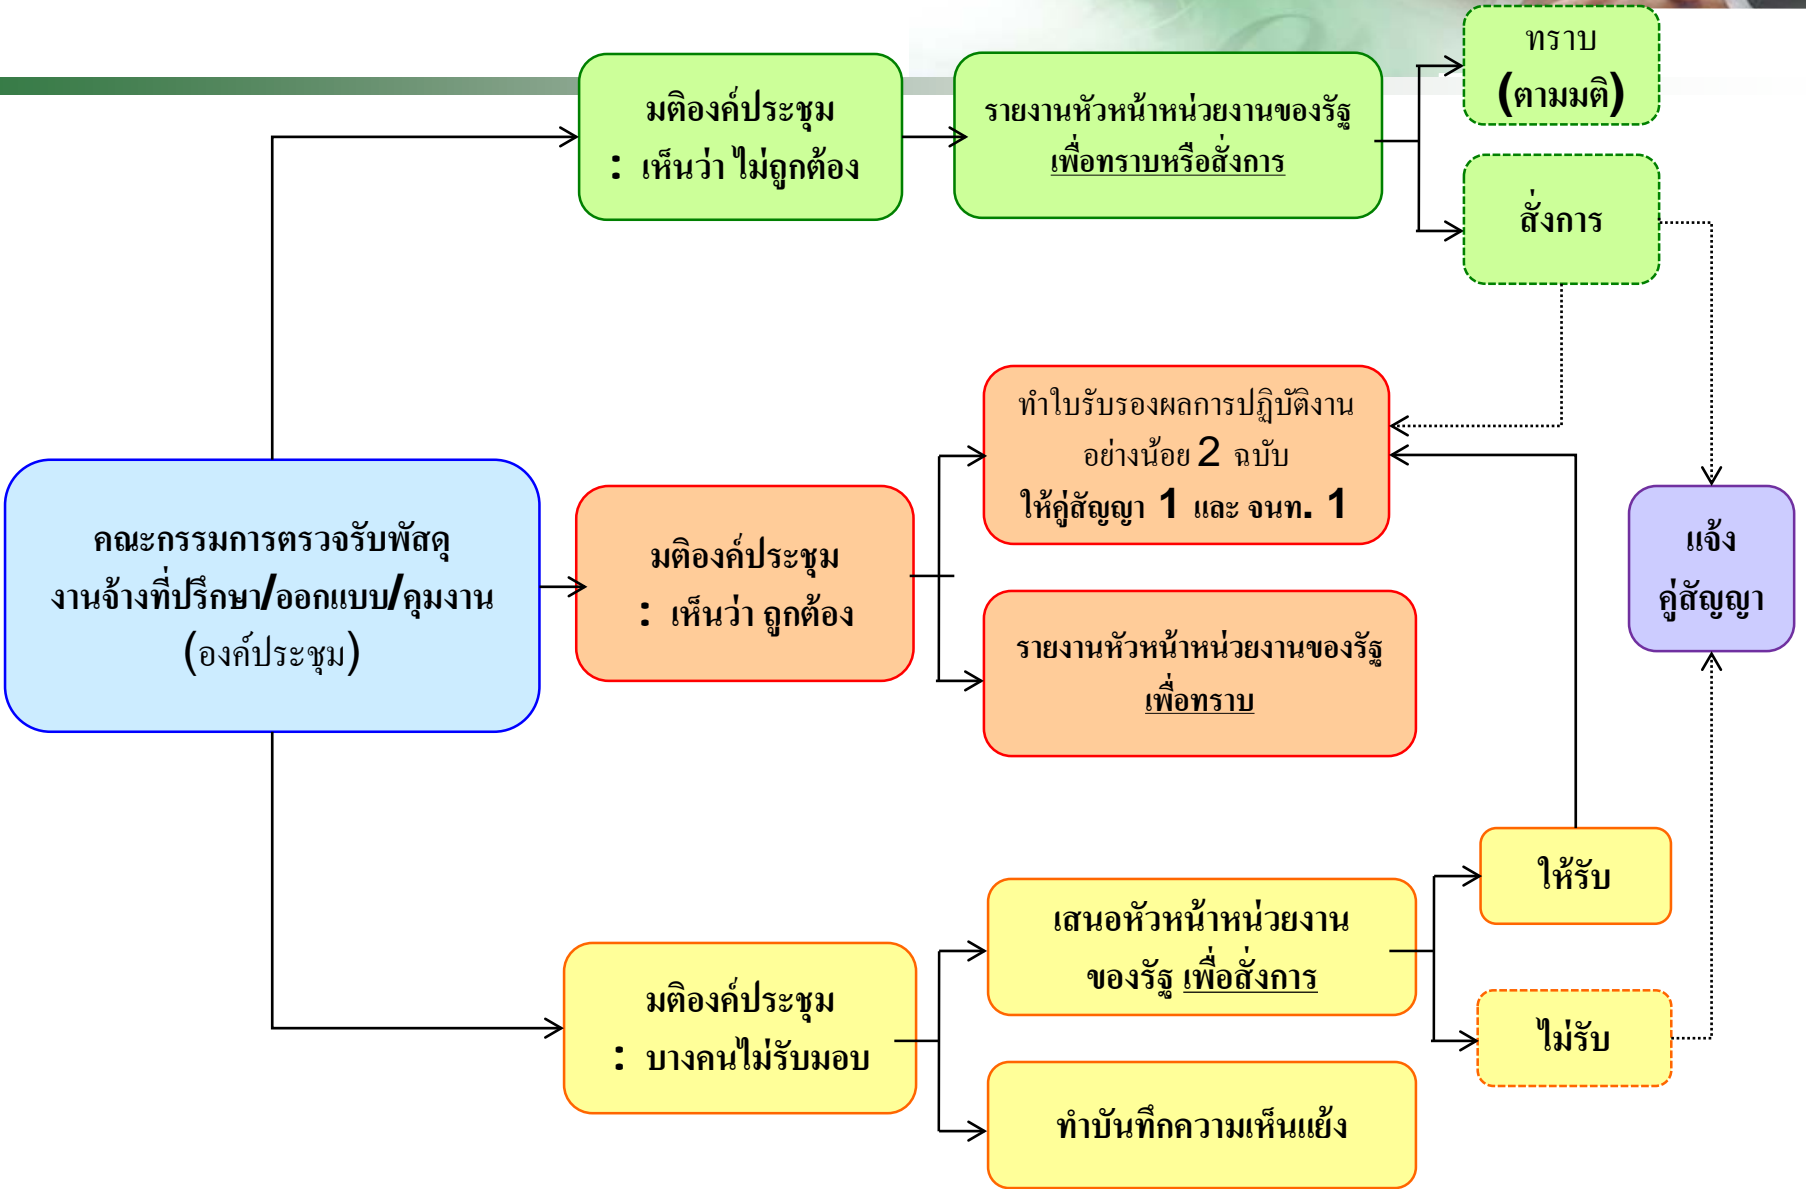 มติองค์ประชุม
: เห็นว่า ไม่ถูกต้อง
รายงานหัวหน้าหน่วยงานของรัฐ
เพื่อทราบหรือสั่งการ
ทราบ
(ตามมติ)
สั่งการ
คณะกรรมการตรวจรับพัสดุ
งานจ้างที่ปรึกษา/ออกแบบ/คุมงาน
(องค์ประชุม)
มติองค์ประชุม
: เห็นว่า ถูกต้อง
ทำใบรับรองผลการปฏิบัติงาน
อย่างน้อย 2 ฉบับ
ให้คู่สัญญา 1 และ จนท. 1
รายงานหัวหน้าหน่วยงานของรัฐ
เพื่อทราบ
แจ้ง
คู่สัญญา
มติองค์ประชุม
: บางคนไม่รับมอบ
เสนอหัวหน้าหน่วยงาน
ของรัฐ เพื่อสั่งการ
ทำบันทึกความเห็นแย้ง
ให้รับ
ไม่รับ